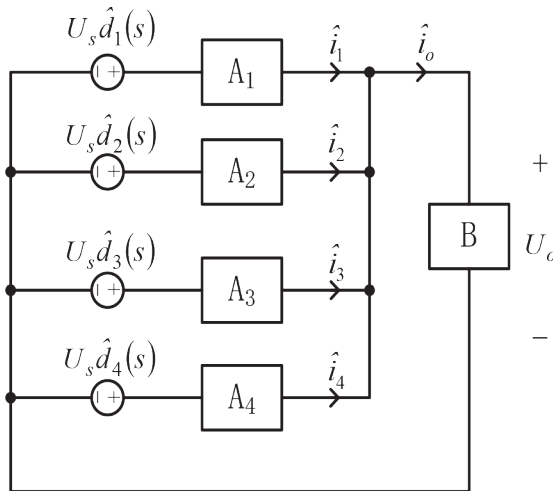 U_s d̂_1(s)
A_1
î_1
î_o
U_s d̂_2(s)
A_2
î_2
+
B
U_o
U_s d̂_3(s)
A_3
î_3
−
U_s d̂_4(s)
A_4
î_4